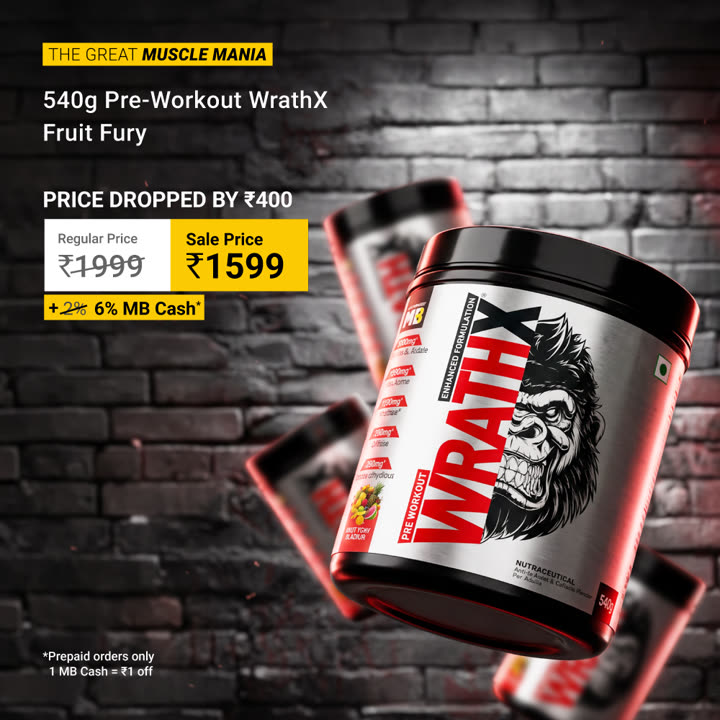 THE GREAT MUSCLE MANIA
540g Pre-Workout WrathX
Fruit Fury
PRICE DROPPED BY ₹400
Regular Price
₹1999
Sale Price
₹1599
+ 2% 6% MB Cash*
MB
ENHANCED FORMULATION
PRE WORKOUT
WRATHX
NUTRACEUTICAL
Per Adulia
540g
*Prepaid orders only
1 MB Cash = ₹1 off